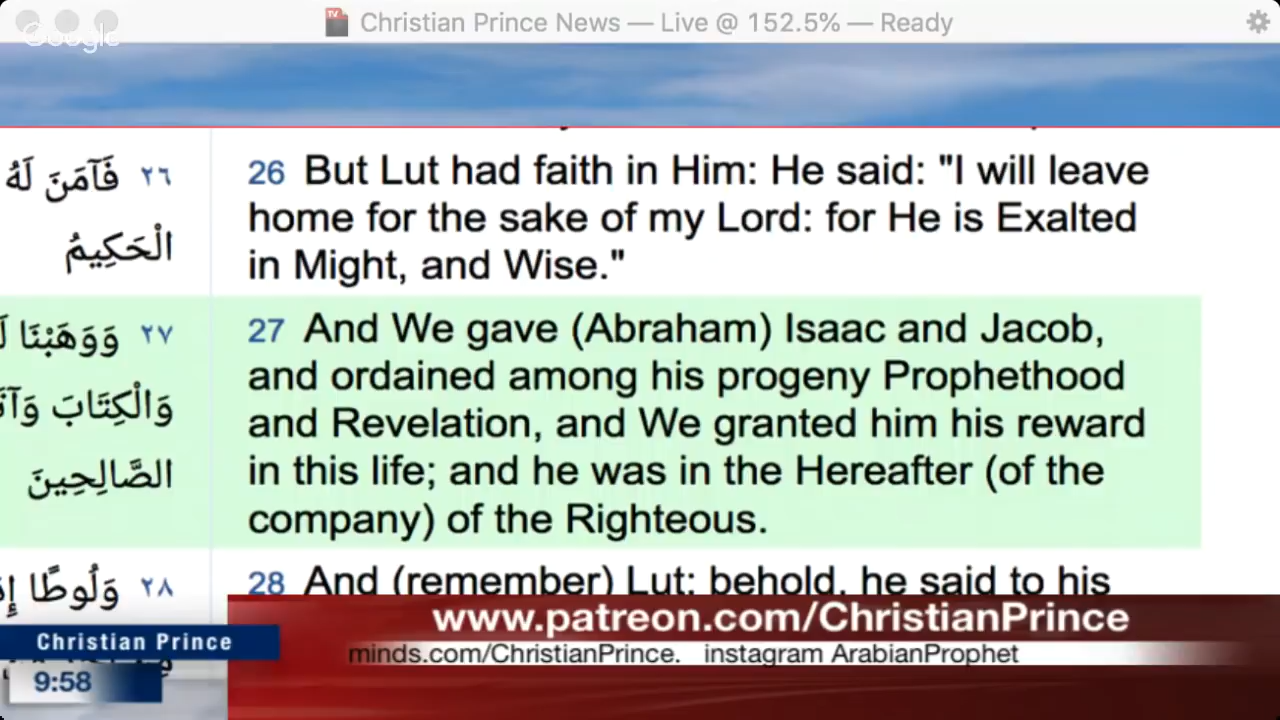 Google
Christian Prince News — Live @ 152.5% — Ready
٢٦ فَآمَنَ لَهُ
الْحَكِيمُ
26 But Lut had faith in Him: He said: "I will leave
home for the sake of my Lord: for He is Exalted
in Might, and Wise."
٢٧ وَوَهَبْنَا
وَالْكِتَابَ
الصَّالِحِينَ
27 And We gave (Abraham) Isaac and Jacob,
and ordained among his progeny Prophethood
and Revelation, and We granted him his reward
in this life; and he was in the Hereafter (of the
company) of the Righteous.
٢٨ وَلُوطًا
28 And (remember) Lut: behold, he said to his
www.patreon.com/ChristianPrince
Christian Prince
minds.com/ChristianPrince. instagram ArabianProphet
9:58